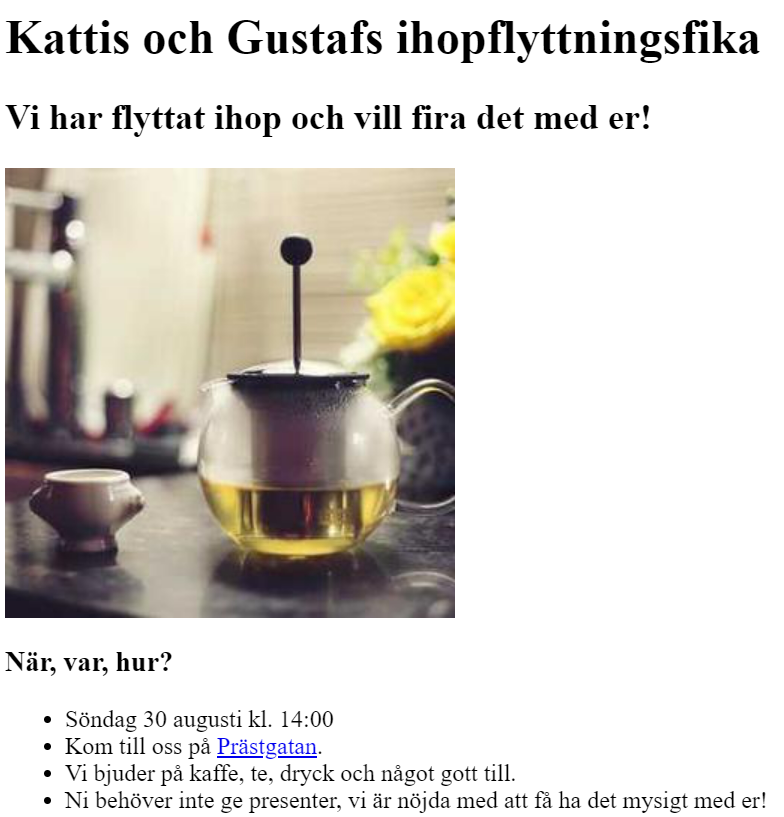 Kattis och Gustafs ihopflyttningsfika
Vi har flyttat ihop och vill fira det med er!
När, var, hur?
Söndag 30 augusti kl. 14:00
Kom till oss på Prästgatan.
Vi bjuder på kaffe, te, dryck och något gott till.
Ni behöver inte ge presenter, vi är nöjda med att få ha det mysigt med er!